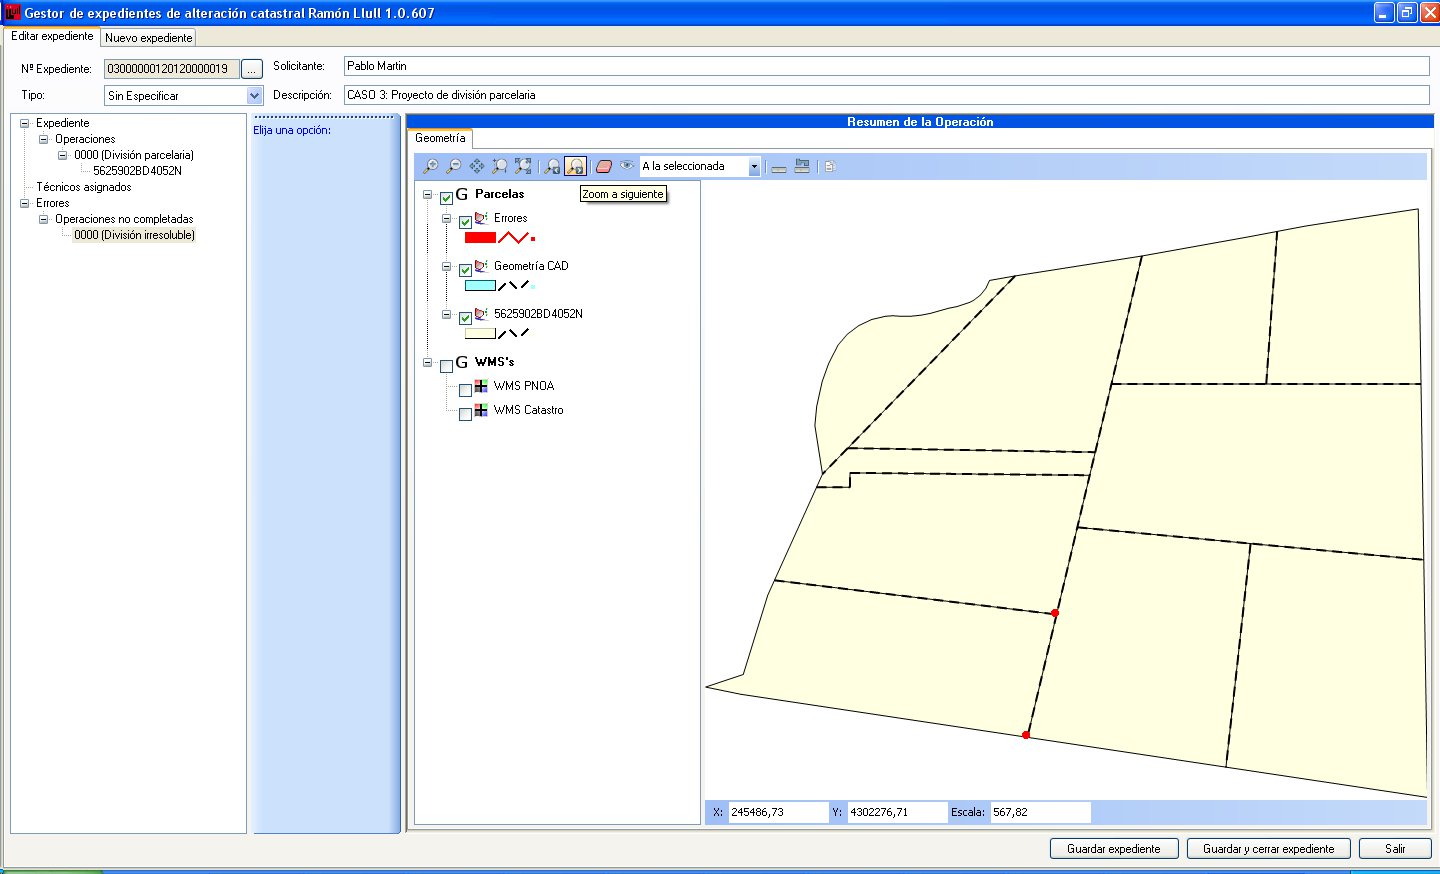 Gestor de expedientes de alteración catastral Ramón Llull 1.0.607
Editar expediente
Nuevo expediente
Nº Expediente: 03000000120120000019 ...
Solicitante: Pablo Martin
Tipo: Sin Especificar
Descripción: CASO 3: Proyecto de división parcelaria
Expediente
Operaciones
0000 (División parcelaria)
5625902BD4052N
Técnicos asignados
Errores
Operaciones no completadas
0000 (División irresoluble)
Elija una opción:
Resumen de la Operación
Geometría
A la seleccionada
Zoom a siguiente
G Parcelas
Errores
Geometría CAD
5625902BD4052N
G WMS's
WMS PNOA
WMS Catastro
X: 245486,73 Y: 4302276,71 Escala: 567,82
Guardar expediente
Guardar y cerrar expediente
Salir